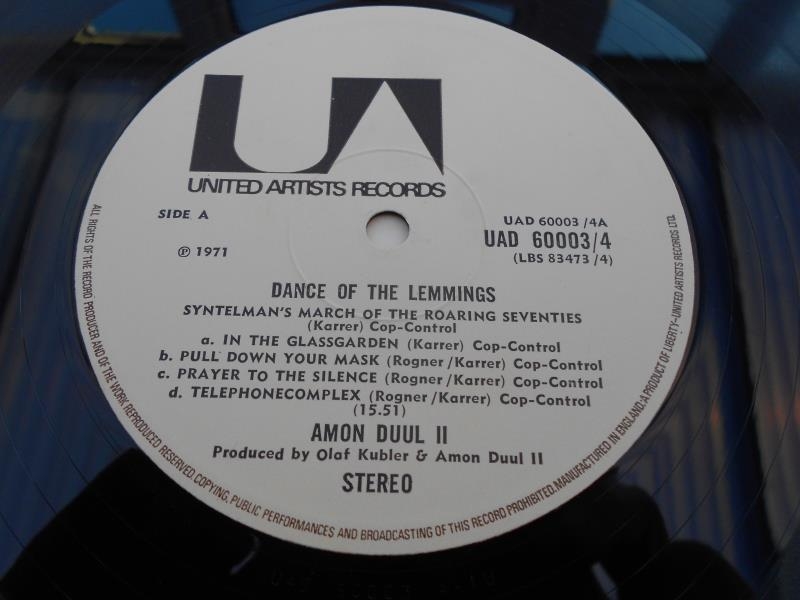 UA
UNITED ARTISTS RECORDS
SIDE A
UAD 60003 /4A
UAD 60003/4
℗ 1971
(LBS 83473 /4)
DANCE OF THE LEMMINGS
SYNTELMAN'S MARCH OF THE ROARING SEVENTIES
(Karrer) Cop-Control
a. IN THE GLASSGARDEN (Karrer) Cop-Control
b. PULL DOWN YOUR MASK (Rogner/Karrer) Cop-Control
c. PRAYER TO THE SILENCE (Rogner/Karrer) Cop-Control
d. TELEPHONECOMPLEX (Rogner/Karrer) Cop-Control
(15.51)
AMON DUUL II
Produced by Olaf Kubler & Amon Duul II
STEREO
ALL RIGHTS OF THE RECORD PRODUCER AND OF THE WORK REPRODUCED RESERVED. COPYING, PUBLIC PERFORMANCES AND BROADCASTING OF THIS RECORD PROHIBITED. MANUFACTURED IN ENGLAND: A PRODUCT OF LIBERTY-UNITED ARTISTS RECORDS LTD.